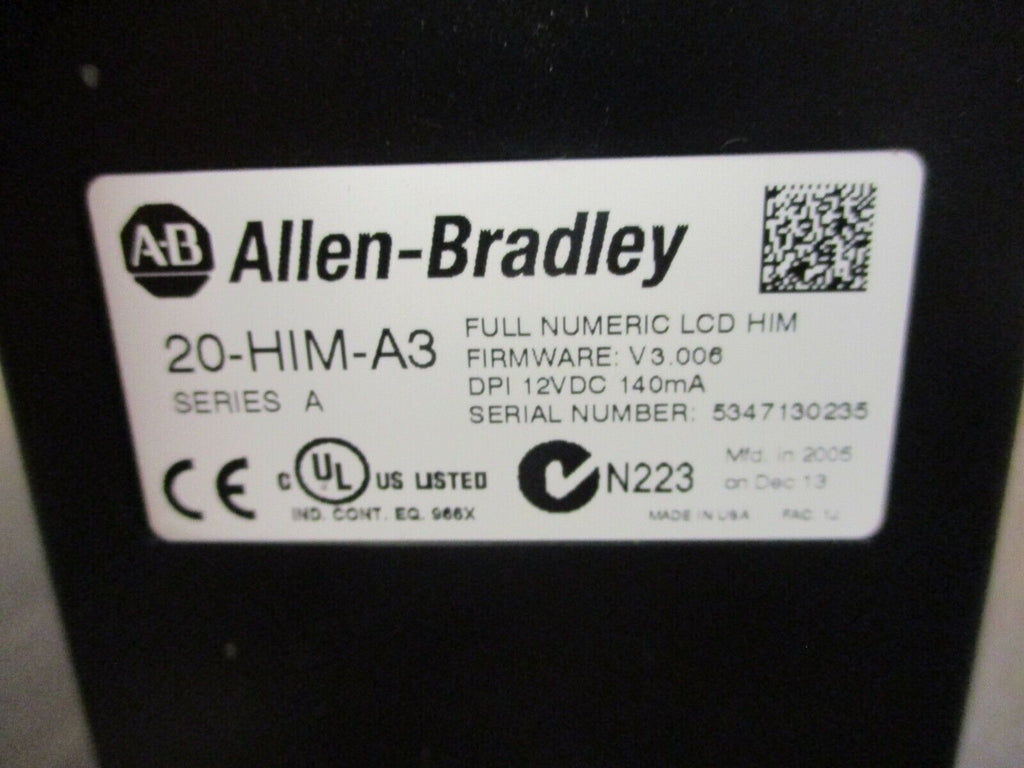 A-B Allen-Bradley
20-HIM-A3
SERIES A
FULL NUMERIC LCD HIM
FIRMWARE: V3.006
DPI 12VDC 140mA
SERIAL NUMBER: 5347130235
CE
C UL US LISTED
IND. CONT. EQ. 966X
N223
Mfd. in 2005
on Dec 13
MADE IN USA FAC. 1J